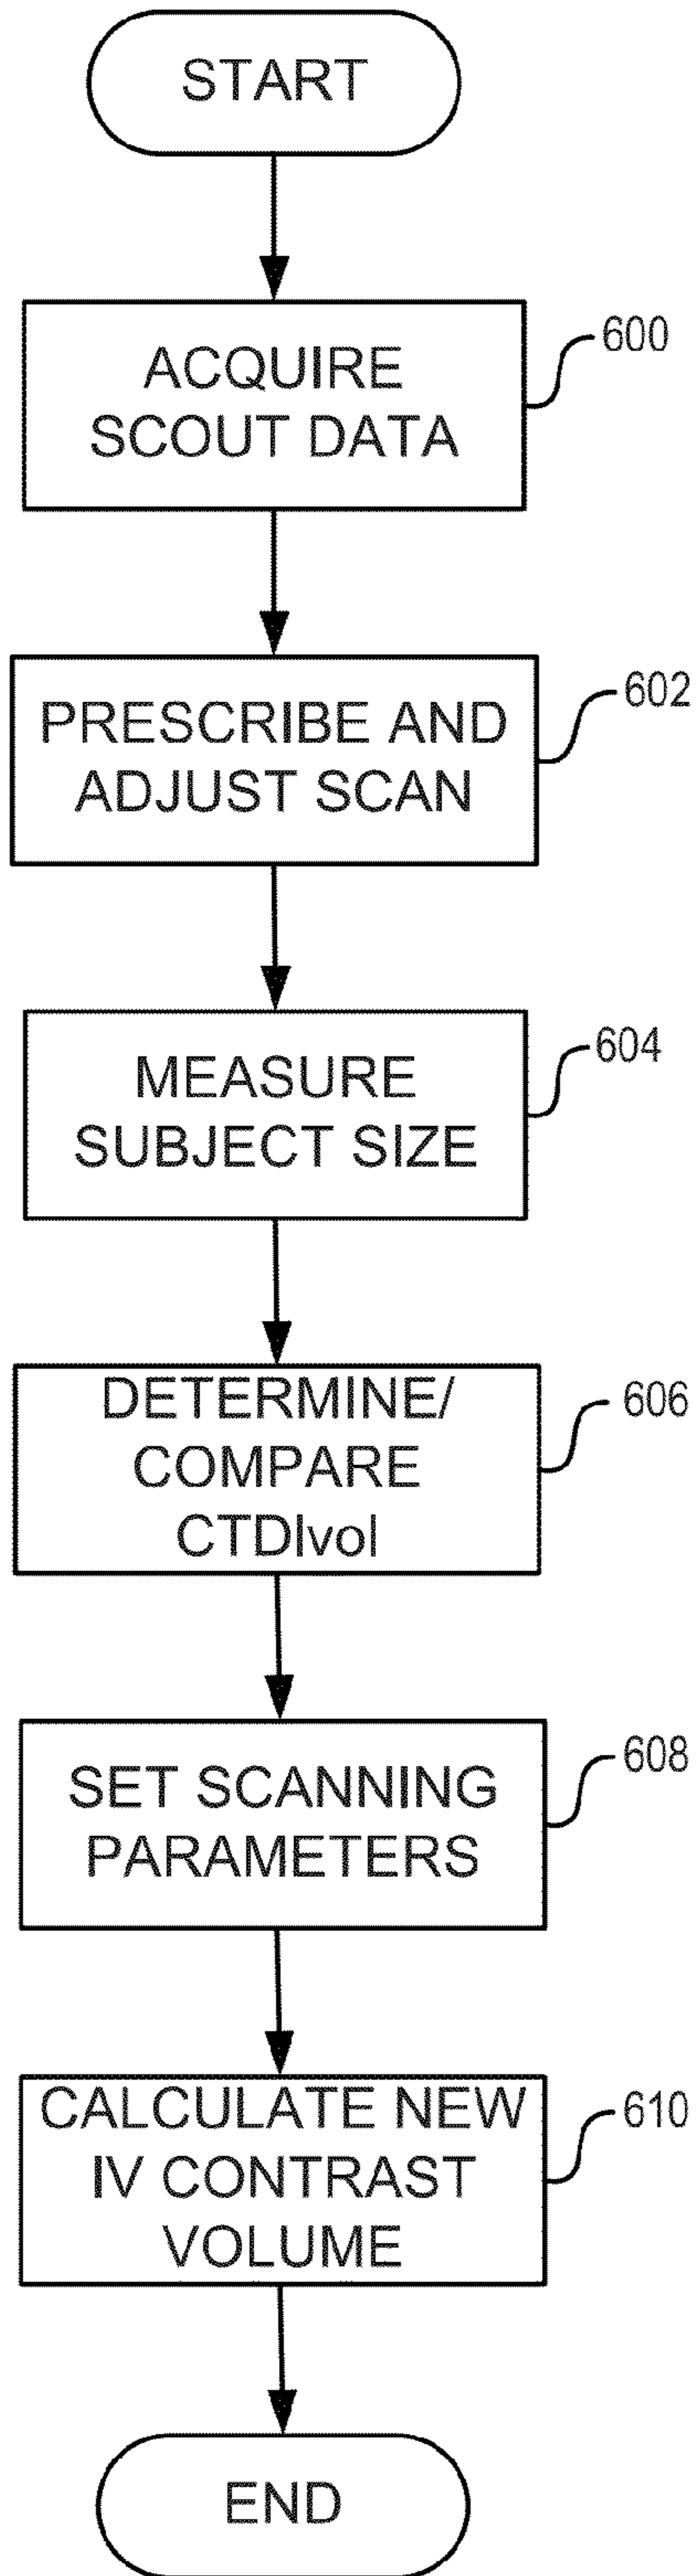 START
ACQUIRE
SCOUT DATA
600
PRESCRIBE AND
ADJUST SCAN
602
MEASURE
SUBJECT SIZE
604
DETERMINE/
COMPARE
CTDIvol
606
SET SCANNING
PARAMETERS
608
CALCULATE NEW
IV CONTRAST
VOLUME
610
END